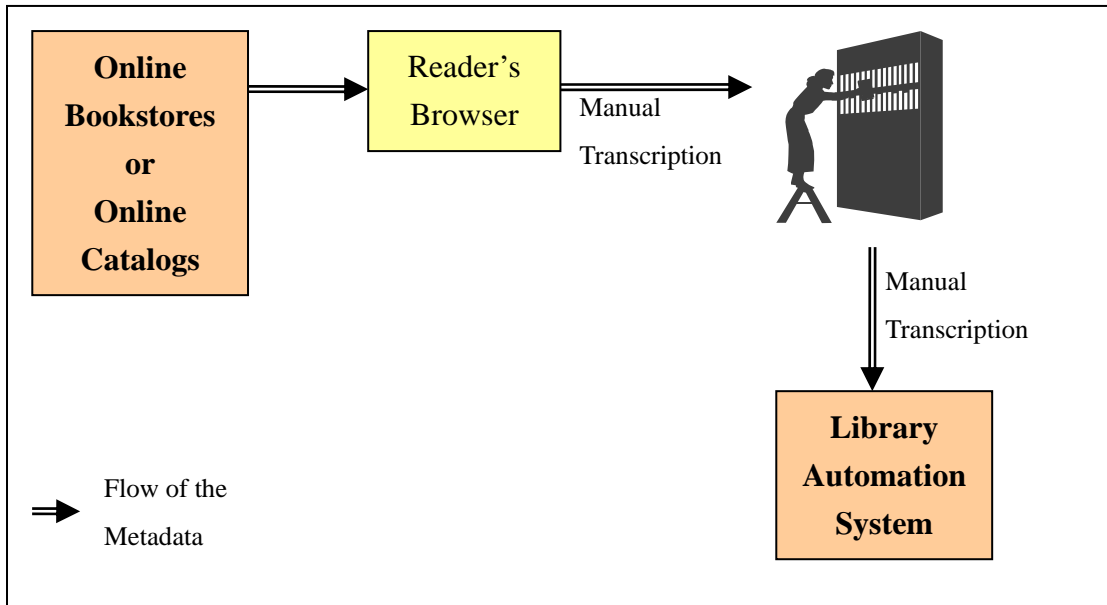 Online
Bookstores
or
Online
Catalogs
Reader's
Browser
Manual
Transcription
Manual
Transcription
Library
Automation
System
Flow of the
Metadata